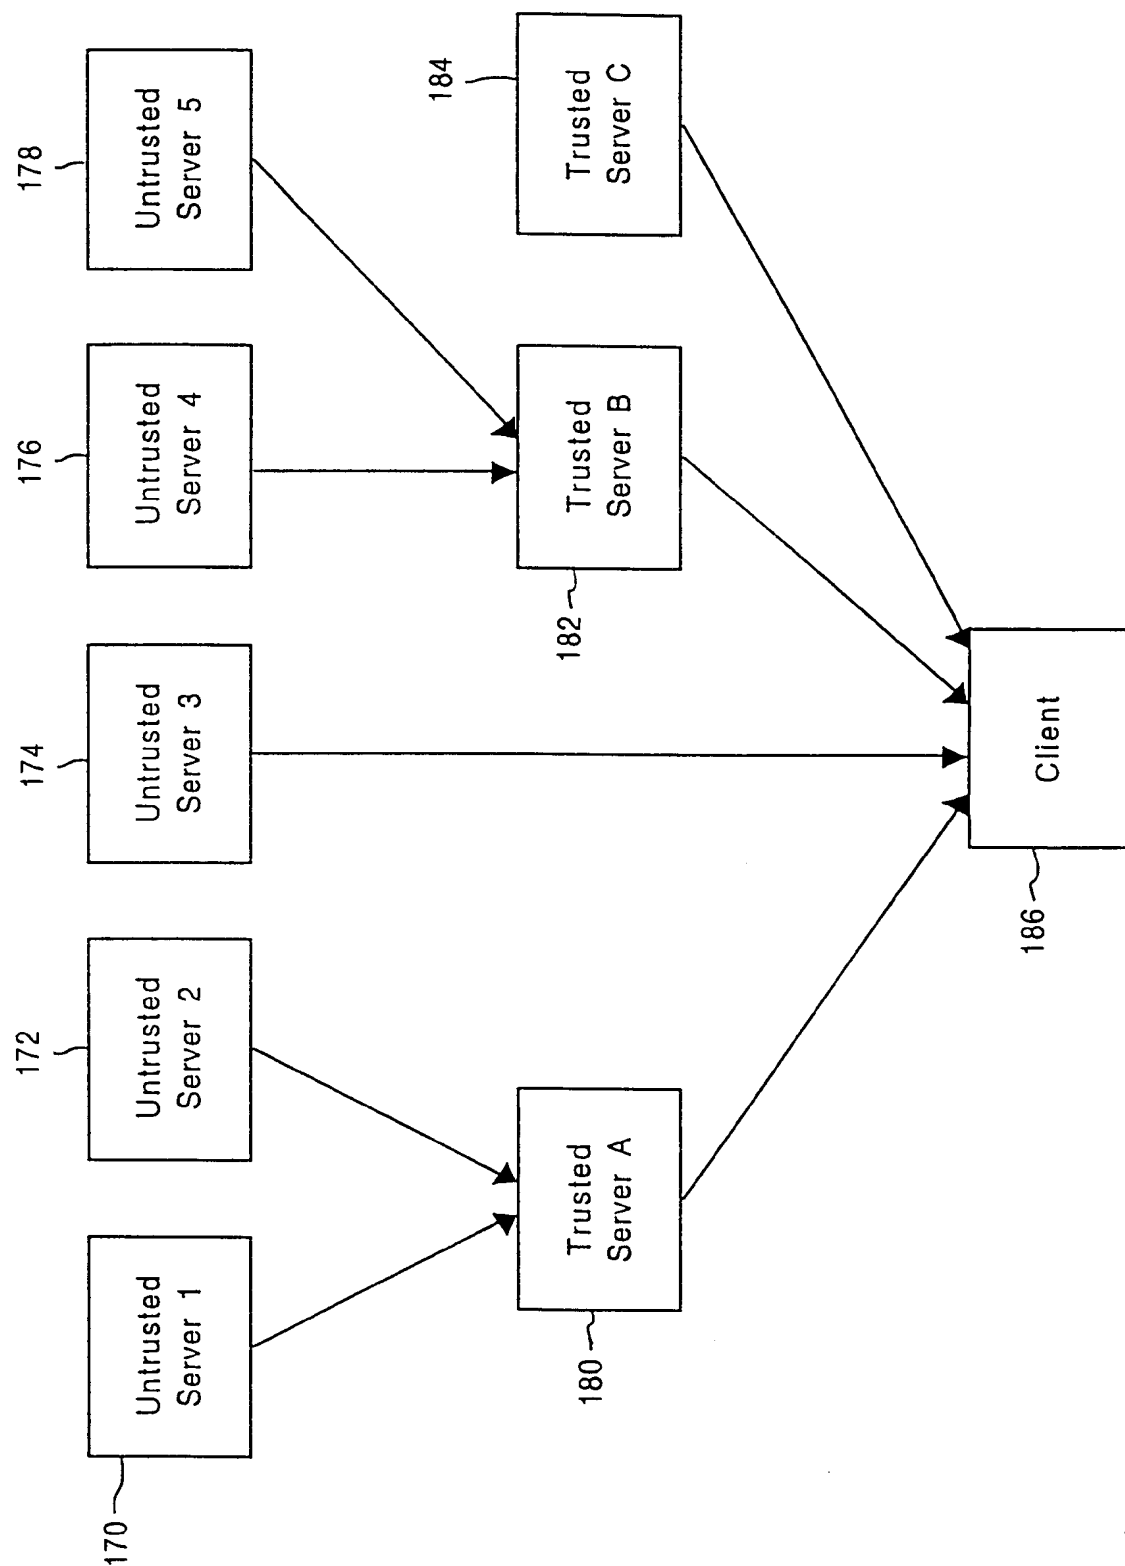 170
Untrusted
Server 1
172
Untrusted
Server 2
174
Untrusted
Server 3
176
Untrusted
Server 4
178
Untrusted
Server 5
180
Trusted
Server A
182
Trusted
Server B
184
Trusted
Server C
186
Client